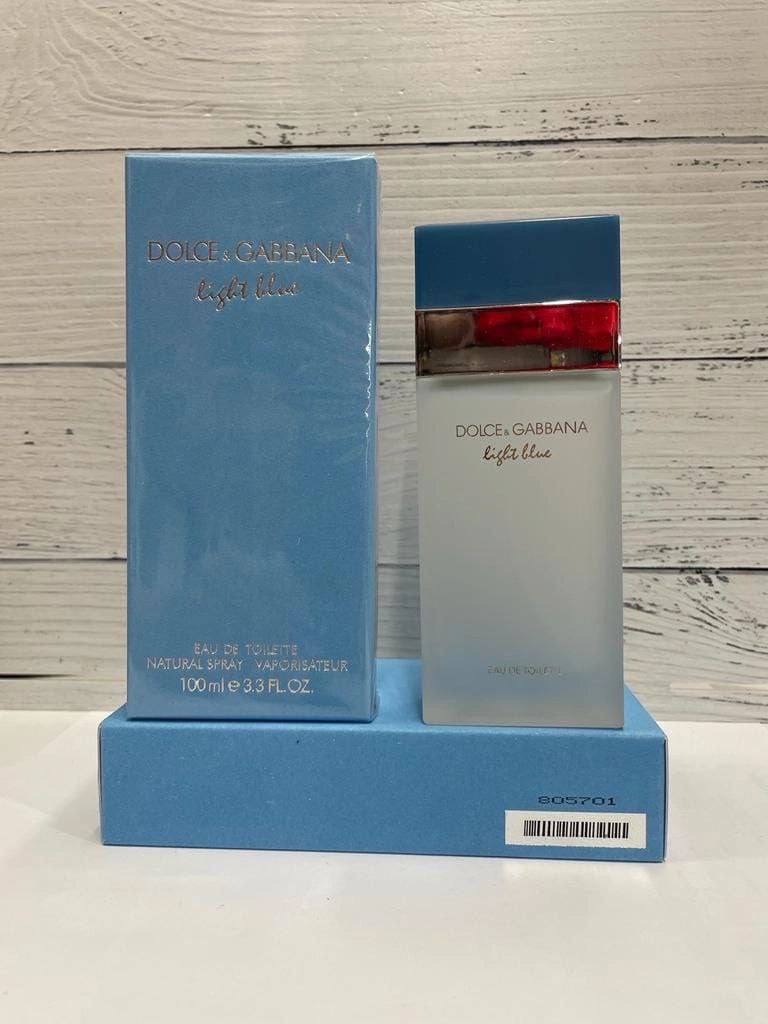 DOLCE & GABBANA
light blue
EAU DE TOILETTE
NATURAL SPRAY VAPORISATEUR
100 ml e 3.3 FL.OZ.
DOLCE & GABBANA
light blue
EAU DE TOILETTE
805701